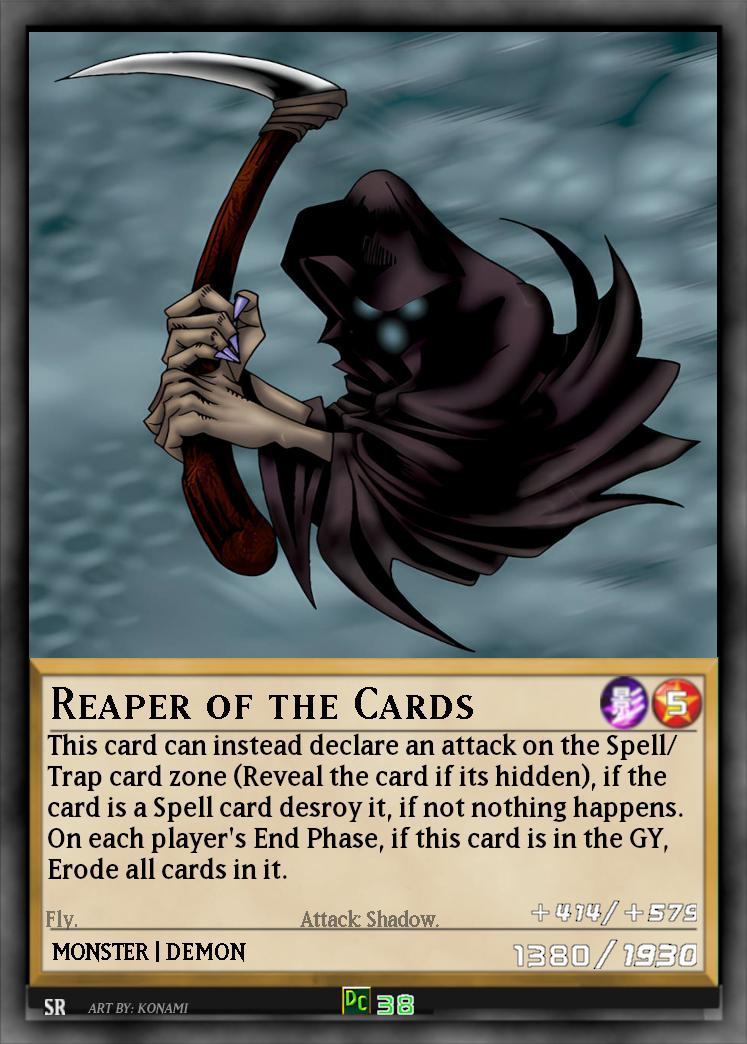 REAPER OF THE CARDS 影 5
This card can instead declare an attack on the Spell/
Trap card zone (Reveal the card if its hidden), if the
card is a Spell card desroy it, if not nothing happens.
On each player's End Phase, if this card is in the GY,
Erode all cards in it.
Fly. Attack: Shadow. +414/+579
MONSTER | DEMON 1380/1930
SR ART BY: KONAMI PC 38